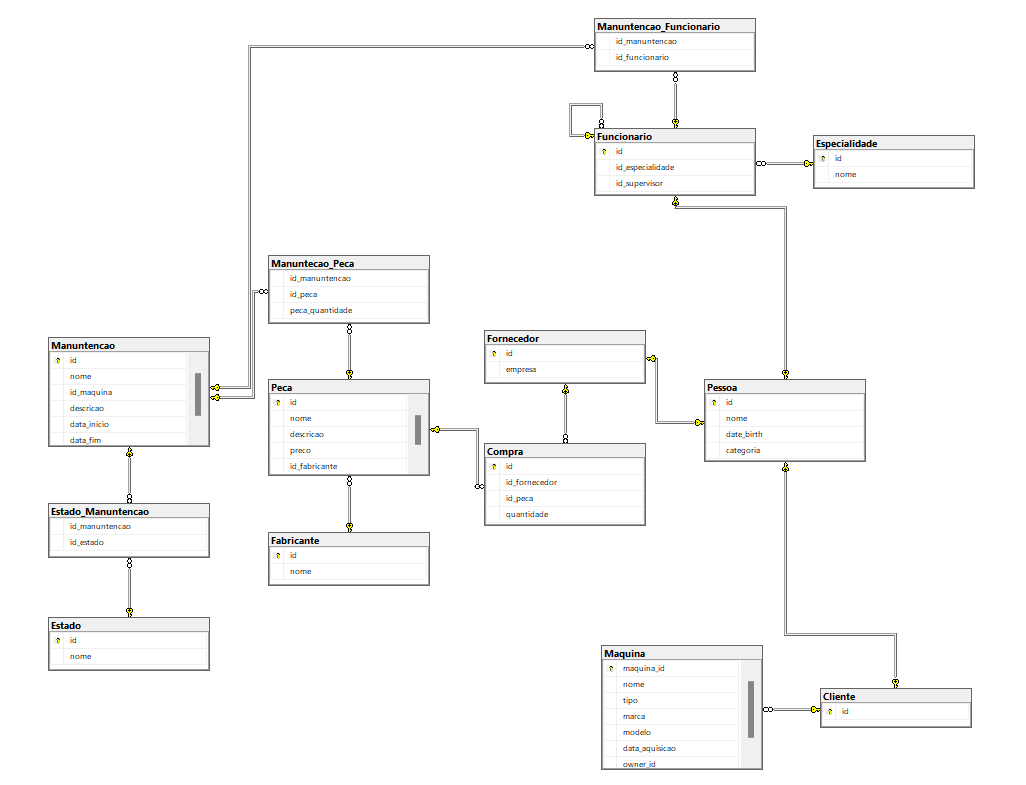 Manuntencao_Funcionario
id_manuntencao
id_funcionario
Funcionario
id
id_especialidade
id_supervisor
Especialidade
id
nome
Manuntecao_Peca
id_manuntencao
id_peca
peca_quantidade
Manuntencao
id
nome
id_maquina
descricao
data_inicio
data_fim
Peca
id
nome
descricao
preco
id_fabricante
Fornecedor
id
empresa
Pessoa
id
nome
date_birth
categoria
Compra
id
id_fornecedor
id_peca
quantidade
Estado_Manuntencao
id_manuntencao
id_estado
Fabricante
id
nome
Estado
id
nome
Maquina
maquina_id
nome
tipo
marca
modelo
data_aquisicao
owner_id
Cliente
id